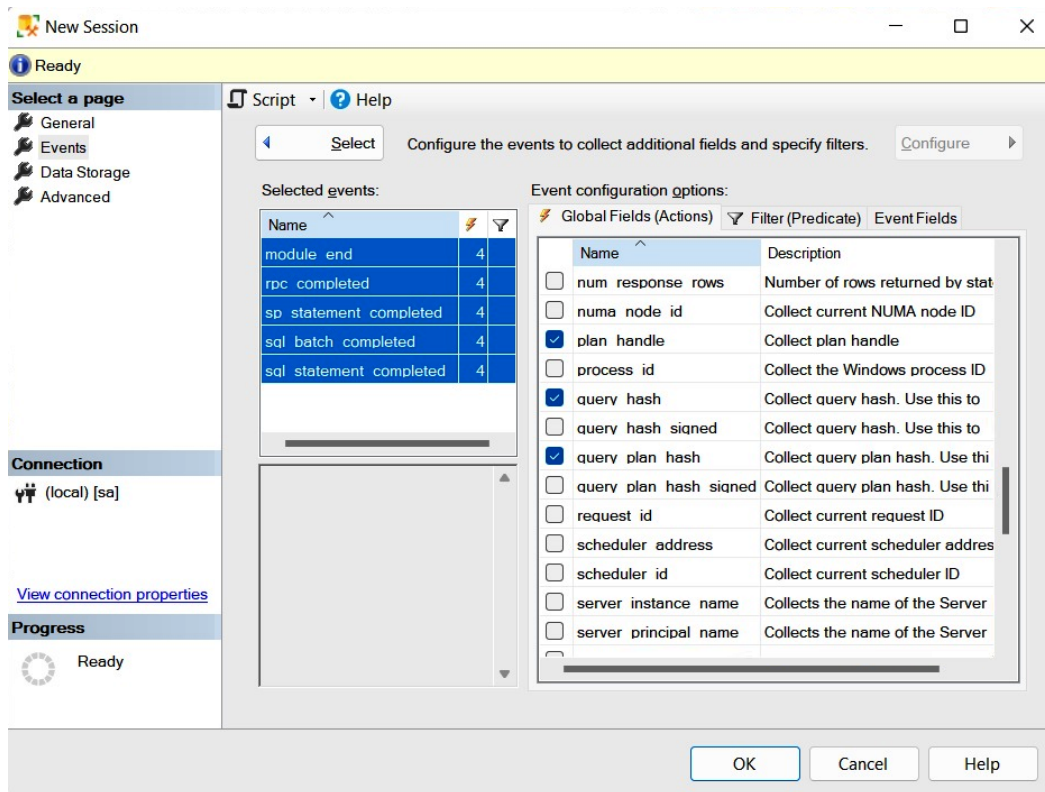 New Session
Ready
Select a page
General
Events
Data Storage
Advanced
Script Help
Select Configure the events to collect additional fields and specify filters. Configure
Selected events:
Name
module_end 4
rpc_completed 4
sp_statement_completed 4
sql_batch_completed 4
sql_statement_completed 4
Event configuration options:
Global Fields (Actions) Filter (Predicate) Event Fields
Name Description
num_response_rows Number of rows returned by stat
numa_node_id Collect current NUMA node ID
plan_handle Collect plan handle
process_id Collect the Windows process ID
query_hash Collect query hash. Use this to
query_hash_signed Collect query hash. Use this to
query_plan_hash Collect query plan hash. Use thi
query_plan_hash_signed Collect query plan hash. Use thi
request_id Collect current request ID
scheduler_address Collect current scheduler addres
scheduler_id Collect current scheduler ID
server_instance_name Collects the name of the Server
server_principal_name Collects the name of the Server
Connection
(local) [sa]
View connection properties
Progress
Ready
OK Cancel Help